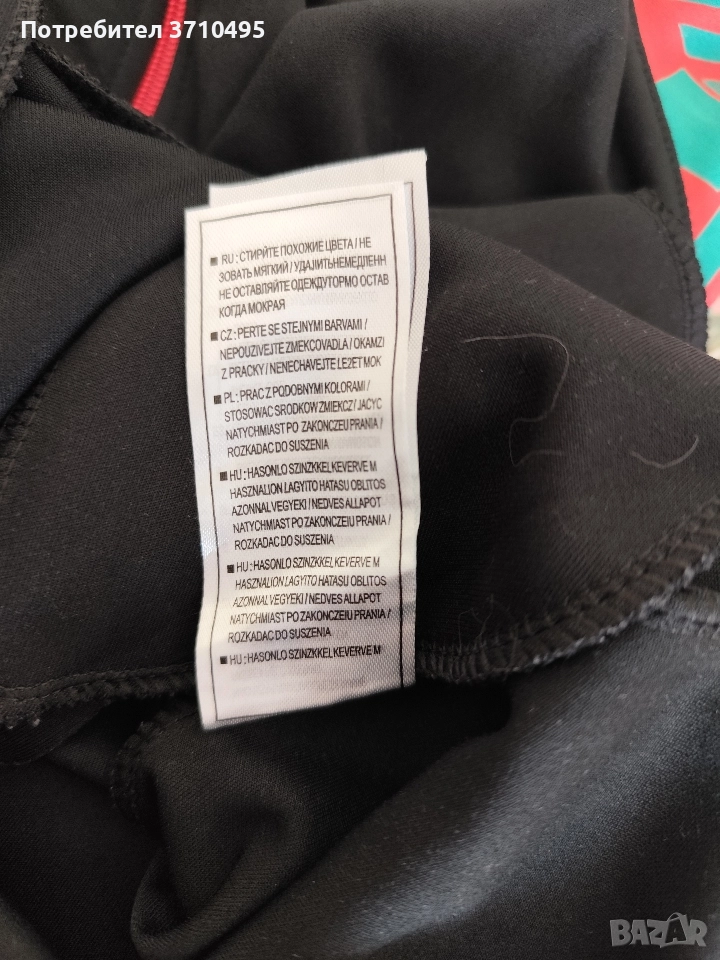 Потребител 3710495
■ RU : СТИРЙТЕ ПОХОЖИЕ ЦВЕТА / НЕ
ЗОВАТЬ МЯГКИЙ / УДАЛИТЬНЕМЕДЛЕНН
НЕ ОСТАВЛЯЙТЕ ОДЕЖДУТОРМО ОСТАВ
КОГДА МОКРАЯ
■ CZ : PERTE SE STEJNYMI BARVAMI /
NEPOUZIVEJTE ZMEKCOVADLA / OKAMZI
Z PRACKY / NENECHAVEJTE LEZET MOK
■ PL : PRAC Z PODOBNYMI KOLORAMI /
STOSOWAC SRODKOW ZMIEKCZ / JACYC
NATYCHMIAST PO ZAKONCZEU PRANIA /
ROZKADAC DO SUSZENIA
■ HU : HASONLO SZINZKKEL KEVERVE M
HASZNALION LAGYITO HATASU OBLITOS
AZONNAL VEGYEKI / NEDVES ALLAPOT
NATYCHMIAST PO ZAKONCZEIU PRANIA /
ROZKADAC DO SUSZENIA
■ HU : HASONLO SZINZKKEL KEVERVE M
HASZNALION LAGYITO HATASU OBLITOS
AZONNAL VEGYEKI / NEDVES ALLAPOT
NATYCHMIAST PO ZAKONCZEIU PRANIA /
ROZKADAC DO SUSZENIA
■ HU : HASONLO SZINZKKEL KEVERVE M
BAZAR